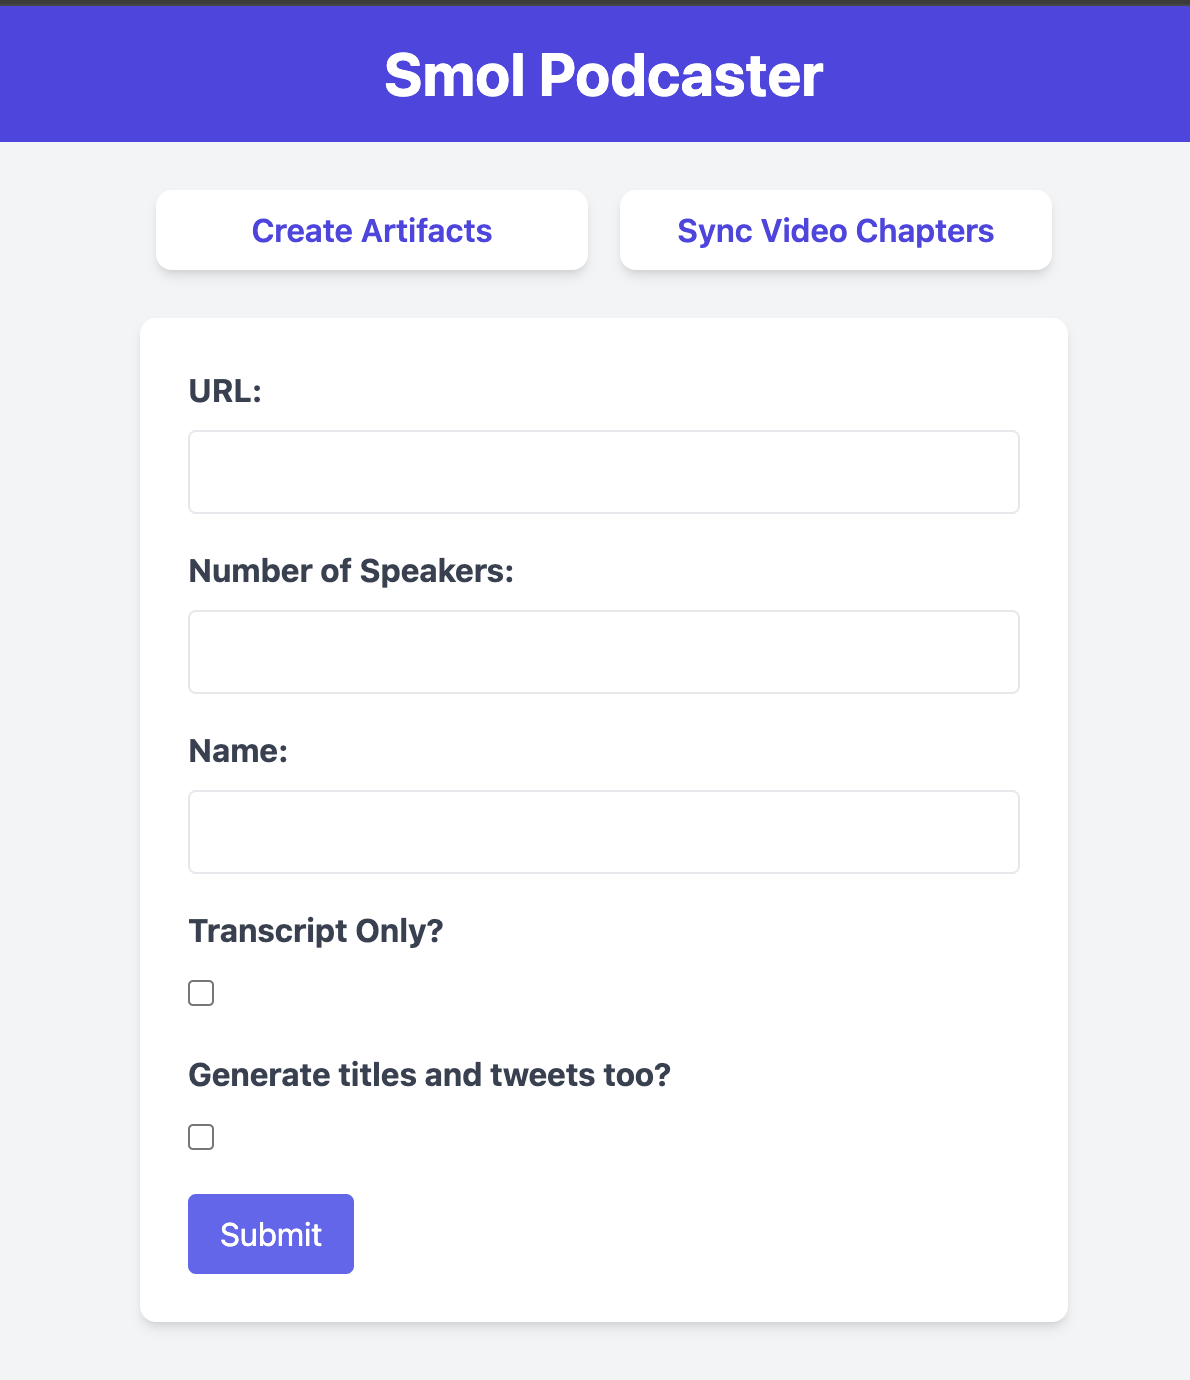 Smol Podcaster
Create Artifacts
Sync Video Chapters
URL:
Number of Speakers:
Name:
Transcript Only?
Generate titles and tweets too?
Submit